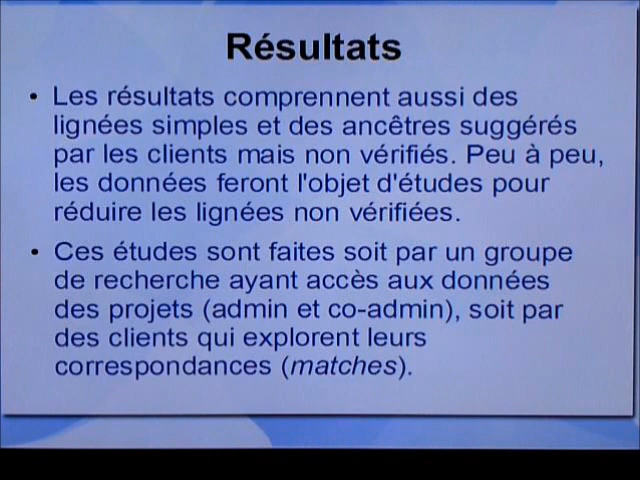 Résultats
• Les résultats comprennent aussi des
lignées simples et des ancêtres suggérés
par les clients mais non vérifiés. Peu à peu,
les données feront l'objet d'études pour
réduire les lignées non vérifiées.
• Ces études sont faites soit par un groupe
de recherche ayant accès aux données
des projets (admin et co-admin), soit par
des clients qui explorent leurs
correspondances (matches).